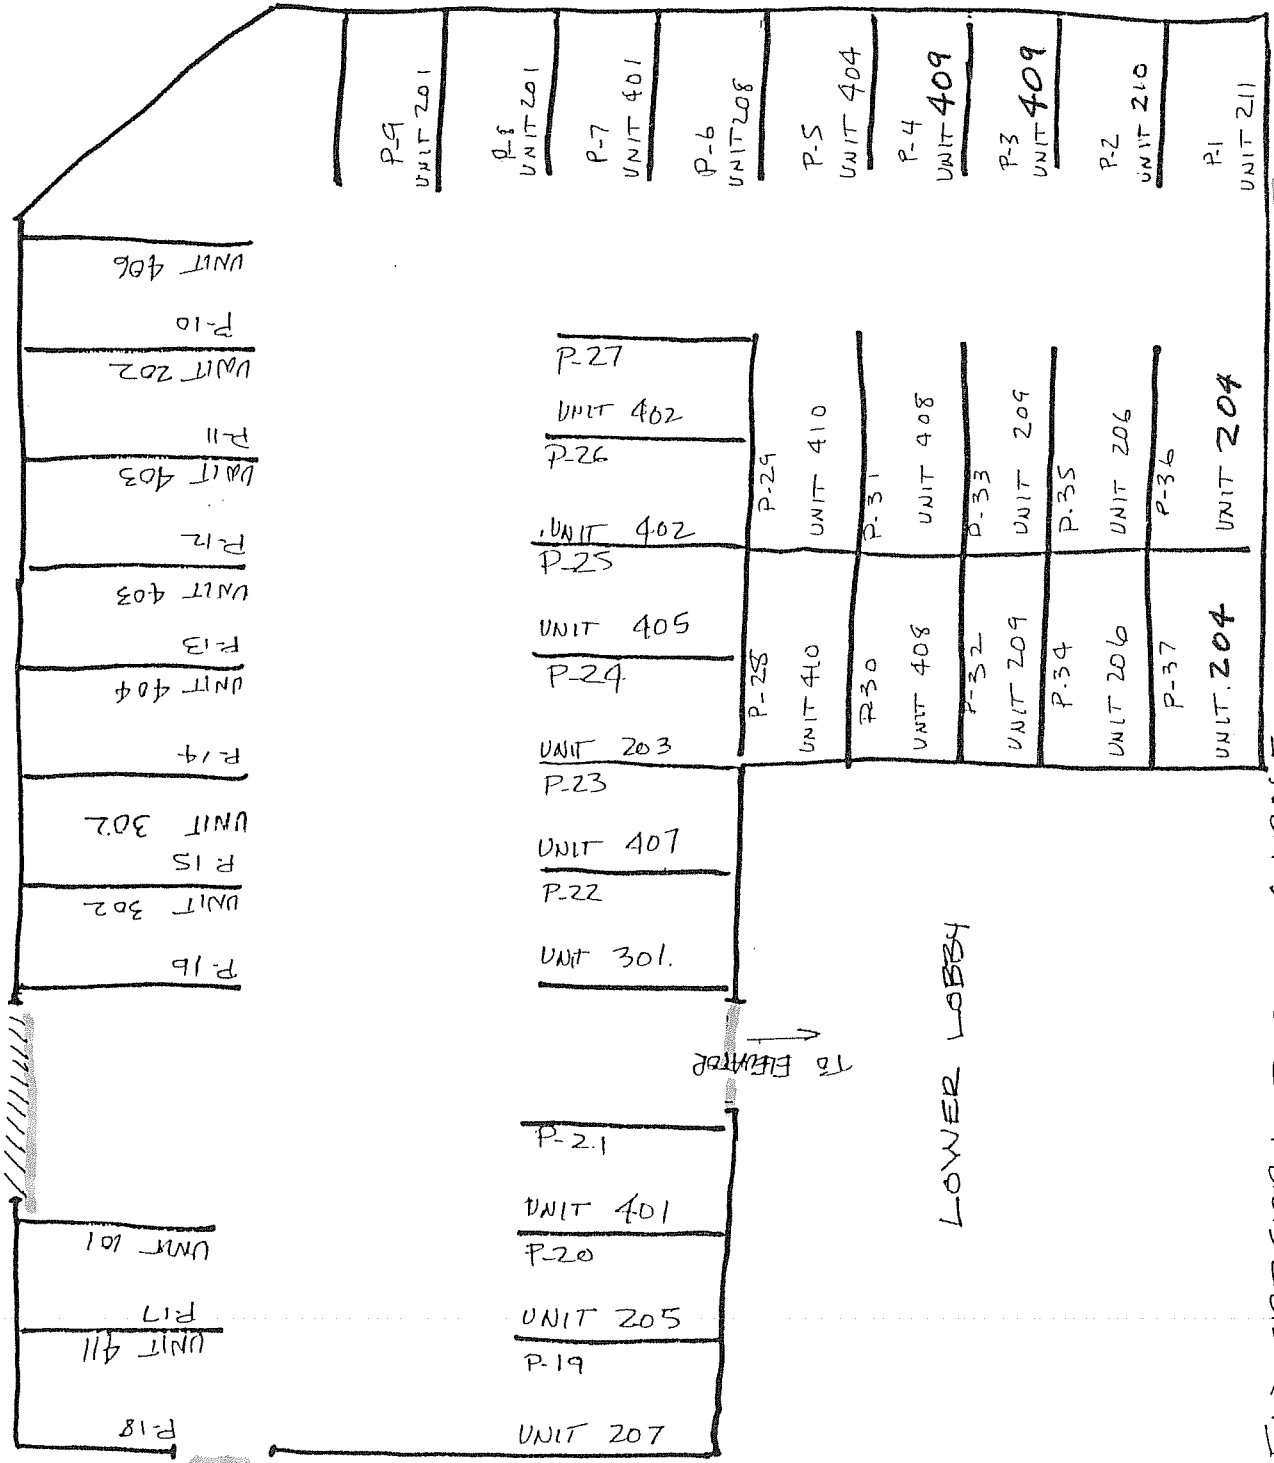 P-9
UNIT 201
P-8
UNIT 201
P-7
UNIT 401
P-6
UNIT 208
P-5
UNIT 404
P-4
UNIT 409
P-3
UNIT 409
P-2
UNIT 210
P-1
UNIT 211
UNIT 406
P-10
UNIT 202
P-11
UNIT 403
P-12
UNIT 403
P-13
UNIT 404
P-14
UNIT 302
P-15
UNIT 302
P-16
UNIT 101
P-17
UNIT 411
P-18
P-27
UNIT 402
P-26
UNIT 402
P-25
UNIT 405
P-24
UNIT 203
P-23
UNIT 407
P-22
UNIT 301.
P-21
UNIT 401
P-20
UNIT 205
P-19
UNIT 207
P-29
UNIT 410
P-31
UNIT 408
P-33
UNIT 209
P-35
UNIT 206
P-36
UNIT 204
P-28
UNIT 410
P-30
UNIT 408
P-32
UNIT 209
P-34
UNIT 206
P-37
UNIT. 204
TO ELEVATOR
LOWER LOBBY